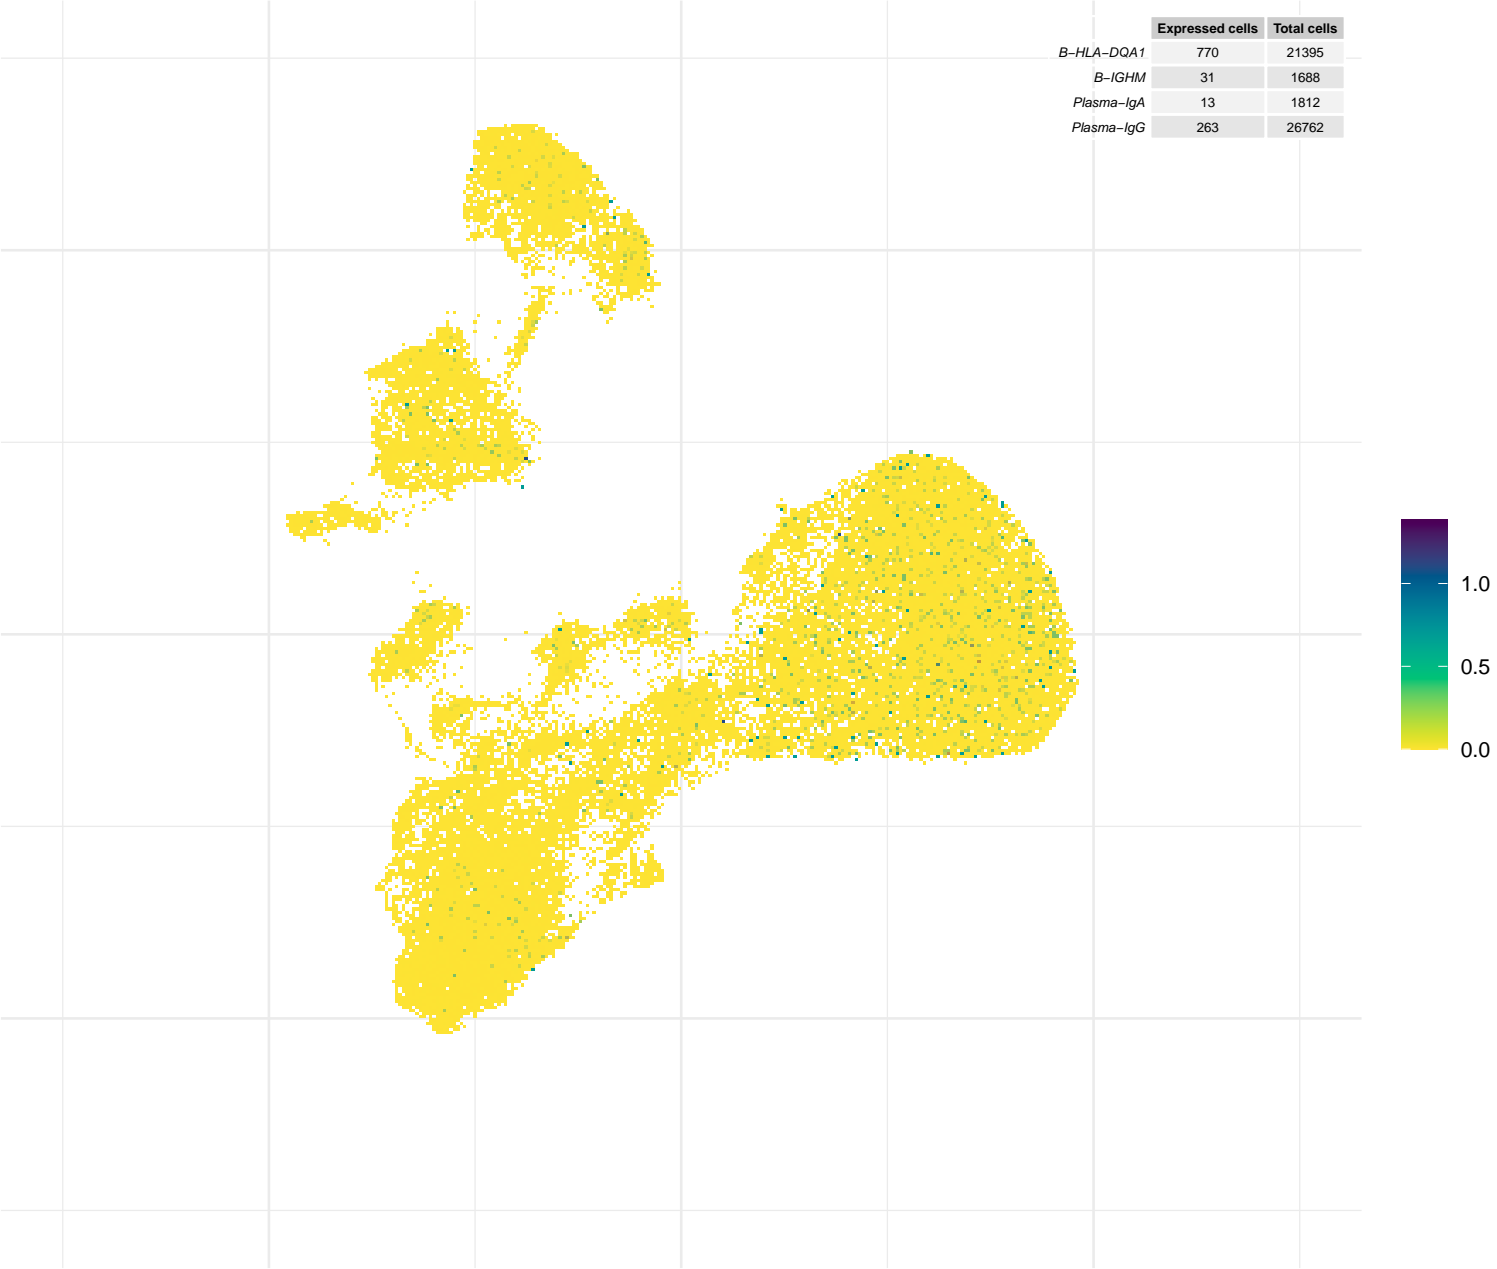 Expressed cells Total cells
B−HLA−DQA1 770 21395
B−IGHM 31 1688
Plasma−IgA 13 1812
Plasma−IgG 263 26762
1.0
0.5
0.0